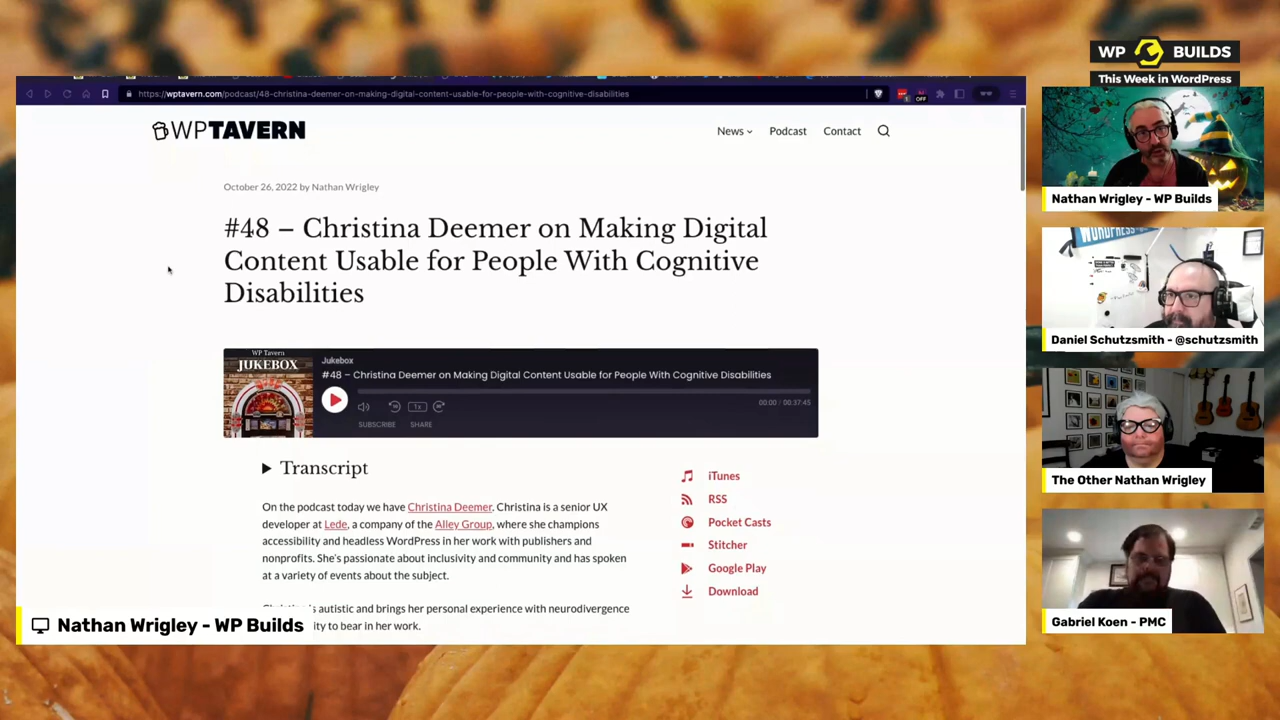 WP BUILDS
This Week in WordPress
https://wptavern.com/podcast/48-christina-deemer-on-making-digital-content-usable-for-people-with-cognitive-disabilities
OFF
WPTAVERN
News
Podcast
Contact
October 26, 2022 by Nathan Wrigley
#48 – Christina Deemer on Making Digital
Content Usable for People With Cognitive
Disabilities
WP Tavern
JUKEBOX
Jukebox
#48 – Christina Deemer on Making Digital Content Usable for People With Cognitive Disabilities
1x
00:00 / 00:37:45
SUBSCRIBE
SHARE
Transcript
On the podcast today we have Christina Deemer. Christina is a senior UX
developer at Lede, a company of the Alley Group, where she champions
accessibility and headless WordPress in her work with publishers and
nonprofits. She's passionate about inclusivity and community and has spoken
at a variety of events about the subject.
s autistic and brings her personal experience with neurodivergence
ity to bear in her work.
iTunes
RSS
Pocket Casts
Stitcher
Google Play
Download
Nathan Wrigley - WP Builds
Nathan Wrigley - WP Builds
WORDPRESS
Daniel Schutzsmith - @schutzsmith
The Other Nathan Wrigley
Gabriel Koen - PMC